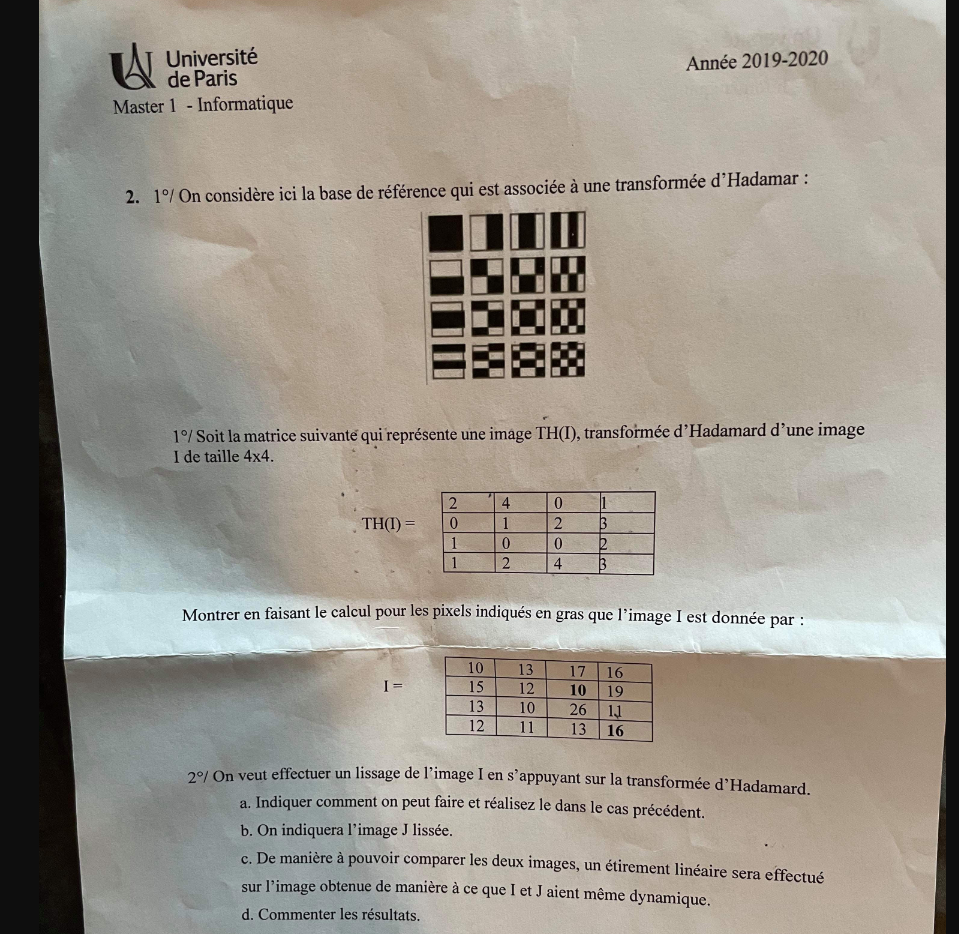 Université
de Paris
Année 2019-2020
Master 1 - Informatique
2. 1°/ On considère ici la base de référence qui est associée à une transformée d'Hadamar :
1°/ Soit la matrice suivante qui représente une image TH(I), transformée d'Hadamard d'une image
I de taille 4x4.
TH(I) =
2 4 0 1
0 1 2 3
1 0 0 2
1 2 4 3
Montrer en faisant le calcul pour les pixels indiqués en gras que l'image I est donnée par :
I =
10 13 17 16
15 12 10 19
13 10 26 11
12 11 13 16
2°/ On veut effectuer un lissage de l'image I en s'appuyant sur la transformée d'Hadamard.
a. Indiquer comment on peut faire et réalisez le dans le cas précédent.
b. On indiquera l'image J lissée.
c. De manière à pouvoir comparer les deux images, un étirement linéaire sera effectué
sur l'image obtenue de manière à ce que I et J aient même dynamique.
d. Commenter les résultats.